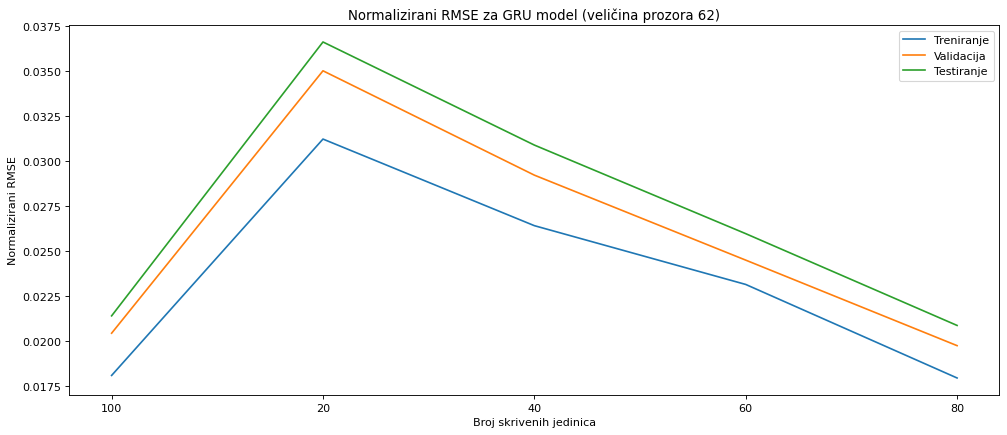 Normalizirani RMSE za GRU model (veličina prozora 62)
Treniranje
Validacija
Testiranje
Normalizirani RMSE
0.0375
0.0350
0.0325
0.0300
0.0275
0.0250
0.0225
0.0200
0.0175
100 20 40 60 80
Broj skrivenih jedinica